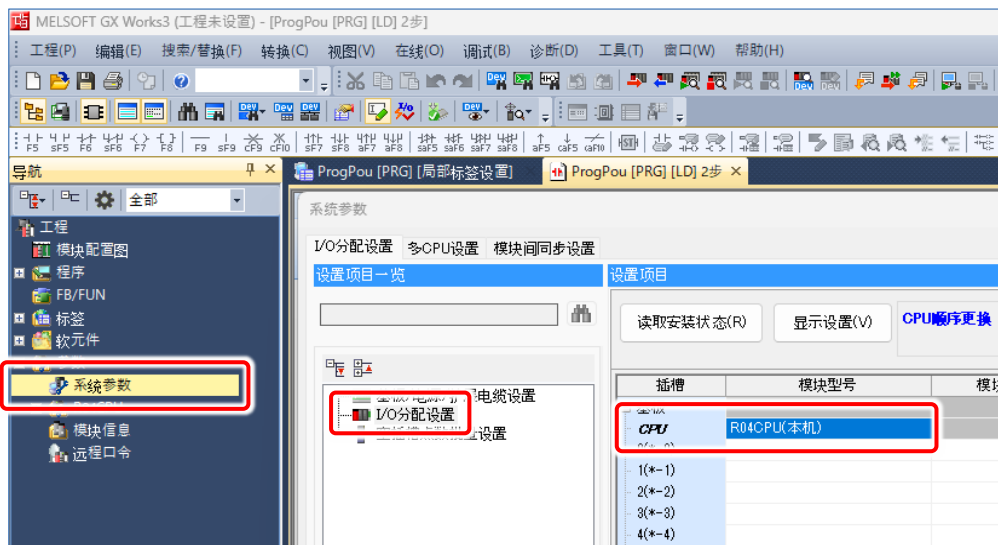 MELSOFT GX Works3 (工程未设置) - [ProgPou [PRG] [LD] 2步]
工程(P) 编辑(E) 搜索/替换(F) 转换(C) 视图(V) 在线(O) 调试(B) 诊断(D) 工具(T) 窗口(W) 帮助(H)
F5 sF5 F6 sF6 F7 F8 F9 sF9 cF9 cF10 sF7 sF8 aF7 aF8 saF5 saF6 saF7 saF8 aF5 caF5 caF10
导航
ProgPou [PRG] [局部标签设置]
ProgPou [PRG] [LD] 2步
全部
系统参数
工程
模块配置图
程序
FB/FUN
标签
软元件
系统参数
模块信息
远程口令
I/O分配设置 多CPU设置 模块间同步设置
设置项目一览
设置项目
读取安装状态(R) 显示设置(V) CPU顺序更换
电缆设置
I/O分配设置
设置
插槽 模块型号
CPU R04CPU(本机)
1(*-1)
2(*-2)
3(*-3)
4(*-4)